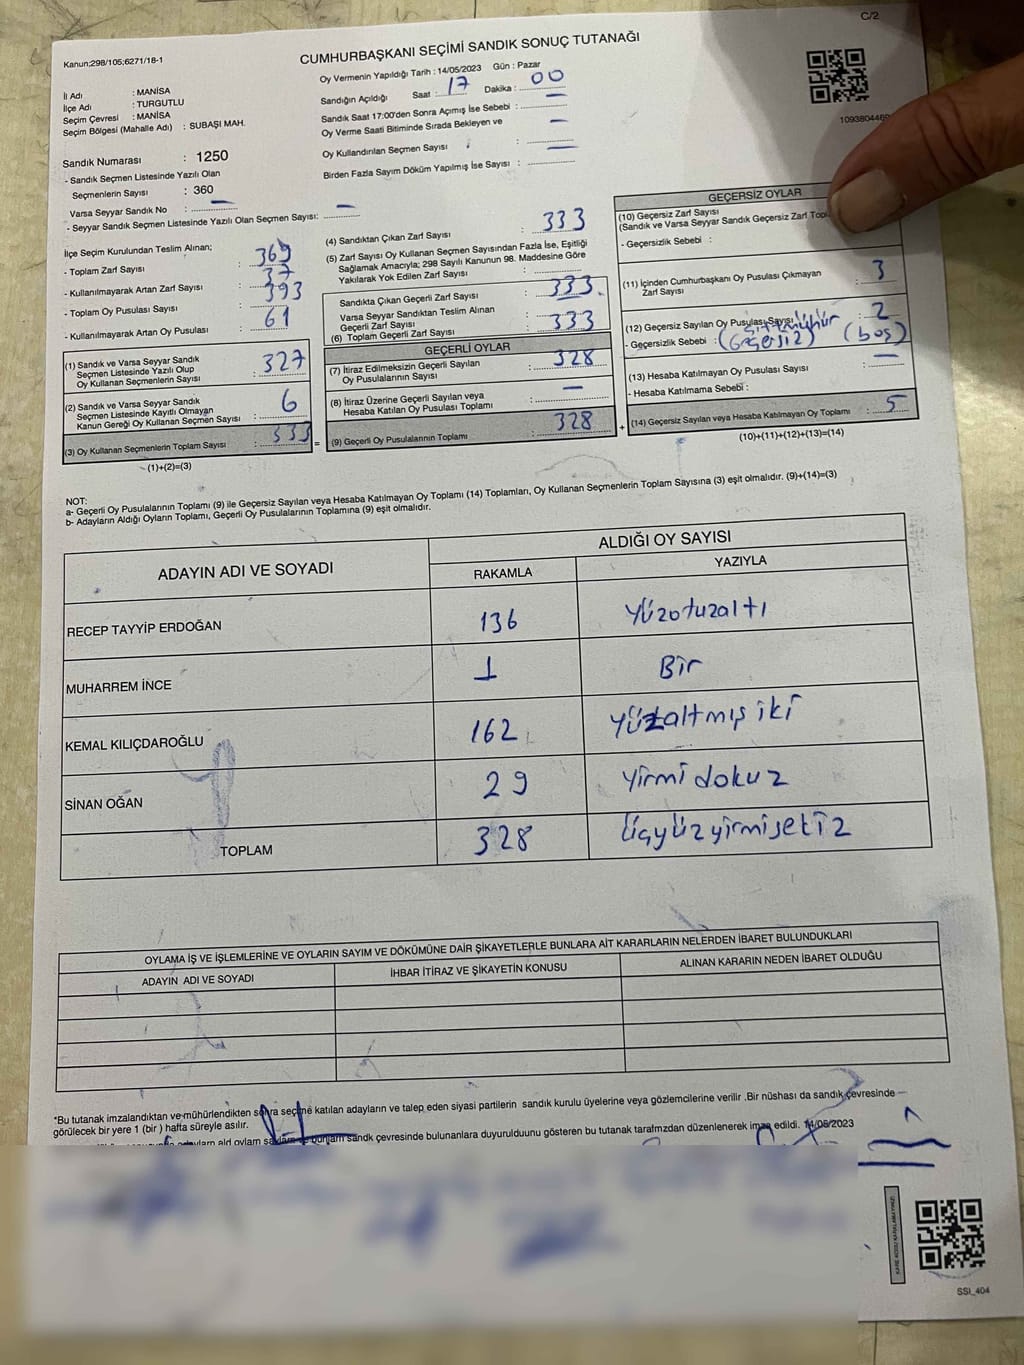 C/2
Kanun;298/105;6271/18-1
CUMHURBAŞKANI SEÇİMİ SANDIK SONUÇ TUTANAĞI
Oy Vermenin Yapıldığı Tarih : 14/05/2023 Gün : Pazar
İl Adı : MANİSA
İlçe Adı : TURGUTLU
Seçim Çevresi : MANİSA
Seçim Bölgesi (Mahalle Adı) : SUBAŞI MAH.
Sandık Numarası : 1250
- Sandık Seçmen Listesinde Yazılı Olan
Seçmenlerin Sayısı : 360
Varsa Seyyar Sandık No : —
- Seyyar Sandık Seçmen Listesinde Yazılı Olan Seçmen Sayısı: —
Sandığın Açıldığı Saat : 17 Dakika : 00
Sandık Saat 17:00'den Sonra Açımış İse Sebebi : —
Oy Verme Saati Bitiminde Sırada Bekleyen ve
Oy Kullandırılan Seçmen Sayısı : —
Birden Fazla Sayım Döküm Yapılmış İse Sayısı : —
İlçe Seçim Kurulundan Teslim Alınan;
- Toplam Zarf Sayısı : 369
- Kullanılmayarak Artan Zarf Sayısı : 37
- Toplam Oy Pusulası Sayısı : 393
- Kullanılmayarak Artan Oy Pusulası : 61
(1) Sandık ve Varsa Seyyar Sandık
Seçmen Listesinde Yazılı Olup
Oy Kullanan Seçmenlerin Sayısı : 327
(2) Sandık ve Varsa Seyyar Sandık
Seçmen Listesinde Kayıtlı Olmayan
Kanun Gereği Oy Kullanan Seçmen Sayısı : 6
(3) Oy Kullanan Seçmenlerin Toplam Sayısı : 333 =
(1)+(2)=(3)
(4) Sandıktan Çıkan Zarf Sayısı : 333
(5) Zarf Sayısı Oy Kullanan Seçmen Sayısından Fazla İse, Eşitliği
Sağlamak Amacıyla; 298 Sayılı Kanunun 98. Maddesine Göre
Yakılarak Yok Edilen Zarf Sayısı :
Sandıkta Çıkan Geçerli Zarf Sayısı : 333
Varsa Seyyar Sandıktan Teslim Alınan
Geçerli Zarf Sayısı :
(6) Toplam Geçerli Zarf Sayısı : 333
GEÇERLİ OYLAR
(7) İtiraz Edilmeksizin Geçerli Sayılan
Oy Pusulalarının Sayısı : 328
(8) İtiraz Üzerine Geçerli Sayılan veya
Hesaba Katılan Oy Pusulası Toplamı : —
(9) Geçerli Oy Pusulalarının Toplamı : 328 +
GEÇERSİZ OYLAR
(10) Geçersiz Zarf Sayısı
(Sandık ve Varsa Seyyar Sandık Geçersiz Zarf
- Geçersizlik Sebebi :
(11) İçinden Cumhurbaşkanı Oy Pusulası Çıkmayan
Zarf Sayısı : 3
(12) Geçersiz Sayılan Oy Pusulası Sayısı : 2
- Geçersizlik Sebebi : (Geçersiz) (boş)
(13) Hesaba Katılmayan Oy Pusulası Sayısı : —
- Hesaba Katılmama Sebebi :
(14) Geçersiz Sayılan veya Hesaba Katılmayan Oy Toplamı : 5
(10)+(11)+(12)+(13)=(14)
NOT:
a- Geçerli Oy Pusulalarının Toplamı (9) ile Geçersiz Sayılan veya Hesaba Katılmayan Oy Toplamı (14) Toplamları, Oy Kullanan Seçmenlerin Toplam Sayısına (3) eşit olmalıdır. (9)+(14)=(3)
b- Adayların Aldığı Oyların Toplamı, Geçerli Oy Pusulalarının Toplamına (9) eşit olmalıdır.
ADAYIN ADI VE SOYADI
ALDIĞI OY SAYISI
RAKAMLA YAZIYLA
RECEP TAYYİP ERDOĞAN 136 Yüzotuzaltı
MUHARREM İNCE 1 Bir
KEMAL KILIÇDAROĞLU 162 Yüzaltmış iki
SİNAN OĞAN 29 Yirmi dokuz
TOPLAM 328 Üçyüzyirmisetiz
OYLAMA İŞ VE İŞLEMLERİNE VE OYLARIN SAYIM VE DÖKÜMÜNE DAİR ŞİKAYETLERLE BUNLARA AİT KARARLARIN NELERDEN İBARET BULUNDUKLARI
ADAYIN ADI VE SOYADI İHBAR İTİRAZ VE ŞİKAYETİN KONUSU ALINAN KARARIN NEDEN İBARET OLDUĞU
*Bu tutanak imzalandıktan ve mühürlendikten sonra seçime katılan adayların ve talep eden siyasi partilerin sandık kurulu üyelerine veya gözlemcilerine verilir .Bir nüshası da sandık çevresinde
görülecek bir yere 1 (bir ) hafta süreyle asılır.
sandk çevresinde bulunanlara duyurulduunu gösteren bu tutanak tarafmzdan düzenlenerek imza edildi. 14/05/2023
SSI_404